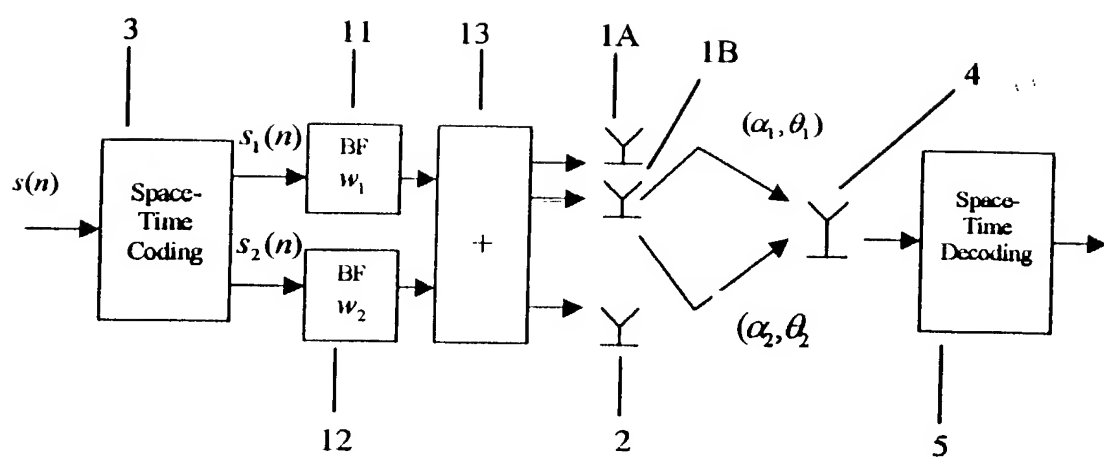 3
11
13
1A
1B
4
s(n)
Space-
Time
Coding
s₁(n)
s₂(n)
BF
w₁
BF
w₂
+
(α₁,θ₁)
(α₂,θ₂
Space-
Time
Decoding
12
2
5